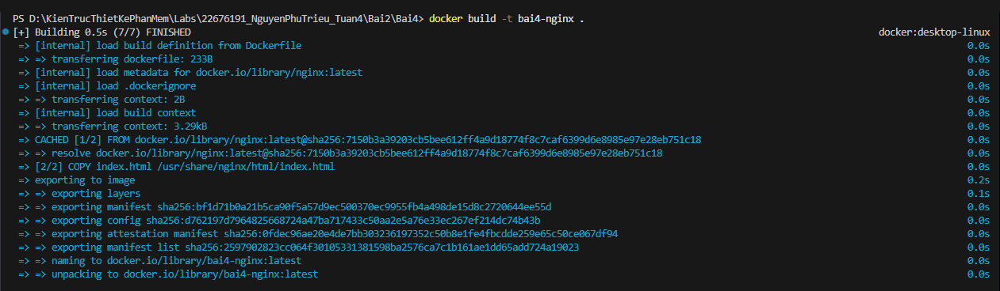 PS D:\KienTrucThietKePhanMem\Labs\22676191_NguyenPhuTrieu_Tuan4\Bai2\Bai4> docker build -t bai4-nginx .
[+] Building 0.5s (7/7) FINISHED docker:desktop-linux
=> [internal] load build definition from Dockerfile 0.0s
=> => transferring dockerfile: 233B 0.0s
=> [internal] load metadata for docker.io/library/nginx:latest 0.0s
=> [internal] load .dockerignore 0.0s
=> => transferring context: 2B 0.0s
=> [internal] load build context 0.0s
=> => transferring context: 3.29kB 0.0s
=> CACHED [1/2] FROM docker.io/library/nginx:latest@sha256:7150b3a39203cb5bee612ff4a9d18774f8c7caf6399d6e8985e97e28eb751c18 0.0s
=> => resolve docker.io/library/nginx:latest@sha256:7150b3a39203cb5bee612ff4a9d18774f8c7caf6399d6e8985e97e28eb751c18 0.0s
=> [2/2] COPY index.html /usr/share/nginx/html/index.html 0.0s
=> exporting to image 0.2s
=> => exporting layers 0.1s
=> => exporting manifest sha256:bf1d71b0a21b5ca90f5a57d9ec500370ec9955fb4a498de15d8c2720644ee55d 0.0s
=> => exporting config sha256:d762197d7964825668724a47ba717433c50aa2e5a76e33ec267ef214dc74b43b 0.0s
=> => exporting attestation manifest sha256:0fdec96ae20e4de7bb303236197352c50b8e1fe4fbcdde259e65c50ce067df94 0.0s
=> => exporting manifest list sha256:2597902823cc064f30105331381598ba2576ca7c1b161ae1dd65add724a19023 0.0s
=> => naming to docker.io/library/bai4-nginx:latest 0.0s
=> => unpacking to docker.io/library/bai4-nginx:latest 0.0s